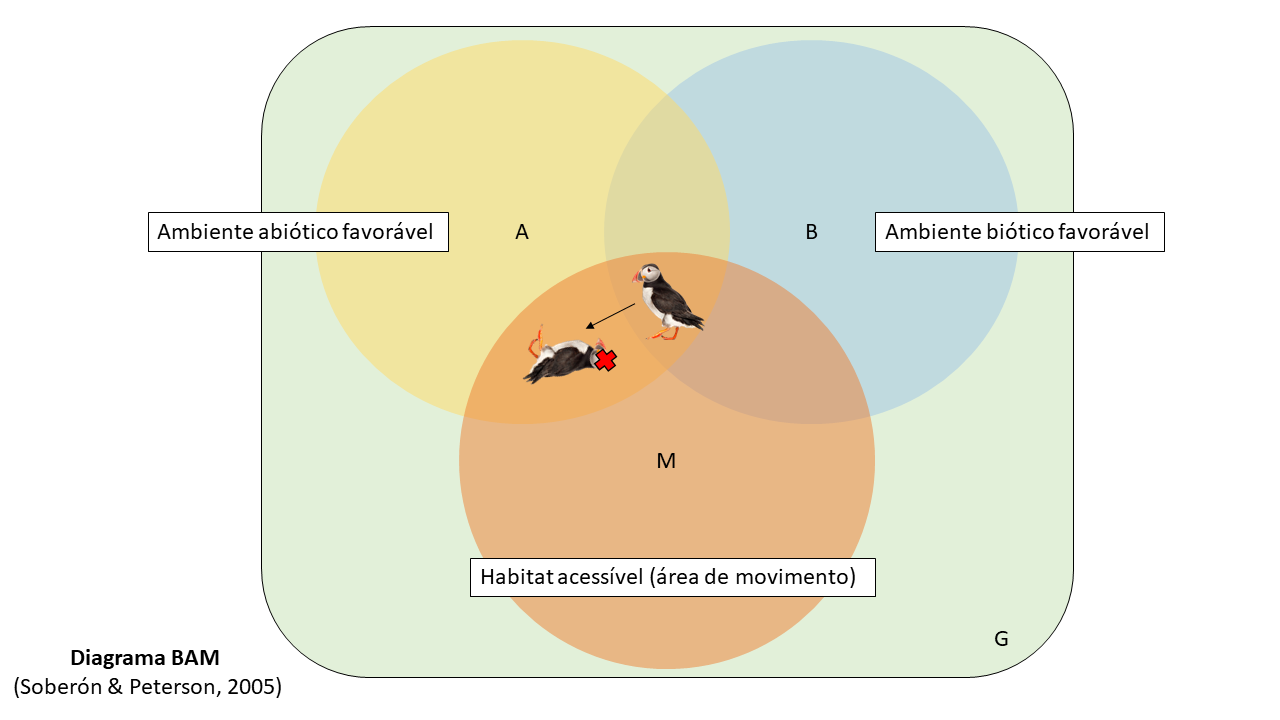 Ambiente abiótico favorável
A
B
Ambiente biótico favorável
M
Habitat acessível (área de movimento)
G
Diagrama BAM
(Soberón & Peterson, 2005)